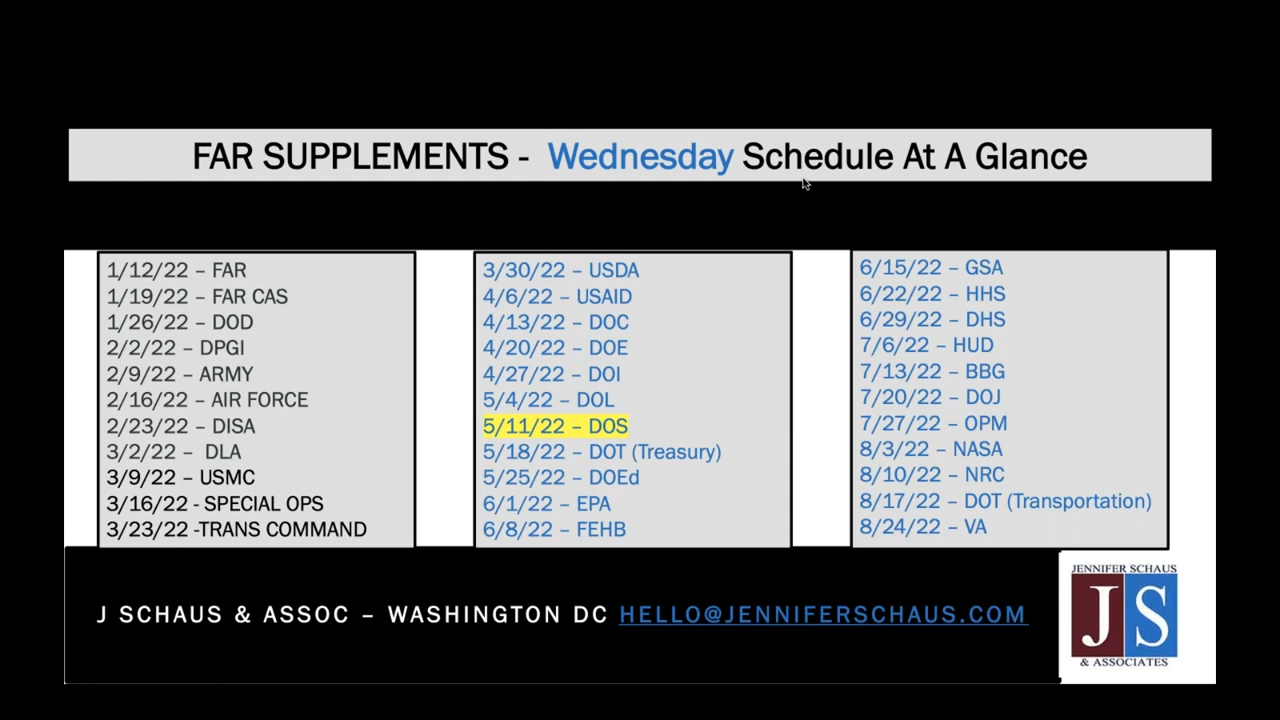 FAR SUPPLEMENTS - Wednesday Schedule At A Glance
1/12/22 – FAR
1/19/22 – FAR CAS
1/26/22 – DOD
2/2/22 – DPGI
2/9/22 – ARMY
2/16/22 – AIR FORCE
2/23/22 – DISA
3/2/22 – DLA
3/9/22 – USMC
3/16/22 - SPECIAL OPS
3/23/22 -TRANS COMMAND
3/30/22 – USDA
4/6/22 – USAID
4/13/22 – DOC
4/20/22 – DOE
4/27/22 – DOI
5/4/22 – DOL
5/11/22 – DOS
5/18/22 – DOT (Treasury)
5/25/22 – DOEd
6/1/22 – EPA
6/8/22 – FEHB
6/15/22 – GSA
6/22/22 – HHS
6/29/22 – DHS
7/6/22 – HUD
7/13/22 – BBG
7/20/22 – DOJ
7/27/22 – OPM
8/3/22 – NASA
8/10/22 – NRC
8/17/22 – DOT (Transportation)
8/24/22 – VA
J SCHAUS & ASSOC – WASHINGTON DC HELLO@JENNIFERSCHAUS.COM
JENNIFER SCHAUS
JS
& ASSOCIATES